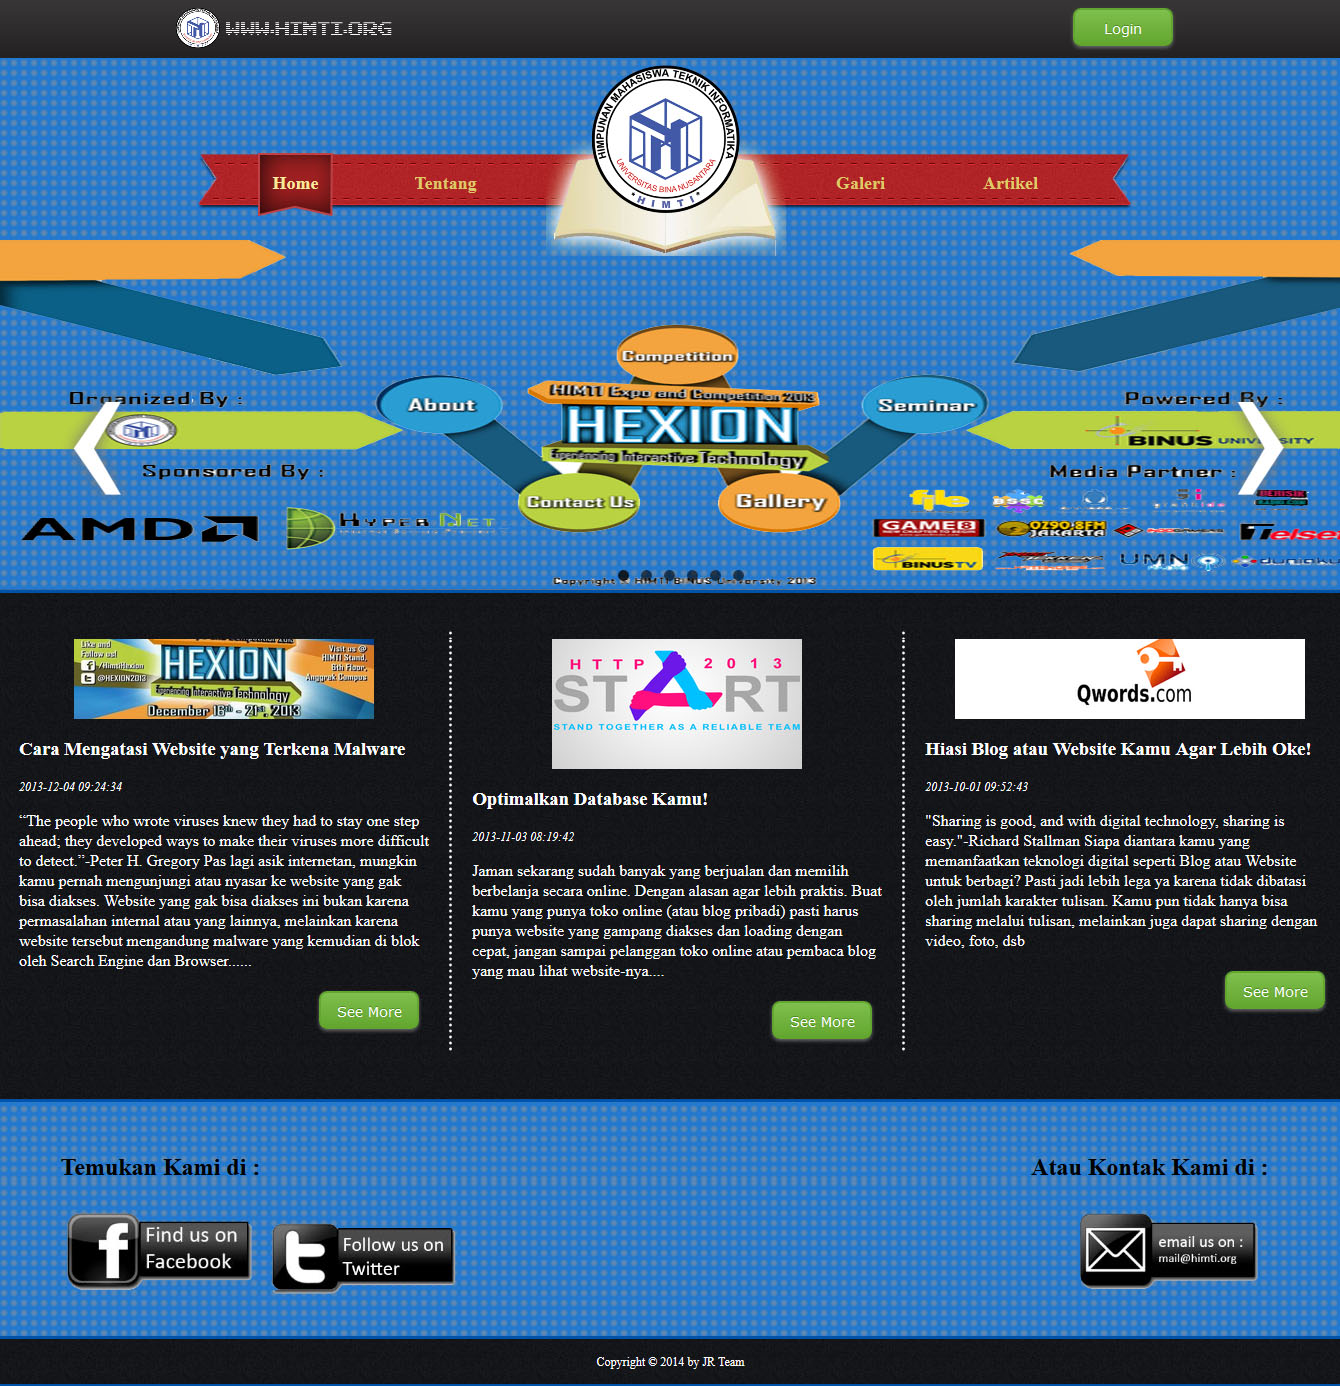 WWW.HIMTI.ORG
Login
HIMPUNAN MAHASISWA TEKNIK INFORMATIKA
UNIVERSITAS BINA NUSANTARA
HIMTI
Home
Tentang
Galeri
Artikel
Competition
Organized By :
About
HIMTI Expo and Competition 2013
HEXION
Experiencing Interactive Technology
Seminar
Powered By :
BINUS UNIVERSITY
Sponsored By :
Contact Us
Gallery
Media Partner :
AMD
HYPERNET
GAME
OZ90.8FM
JAKARTA
Telset
BINUSTV
UMN
Copyright © HIMTI BINUS University 2013
Like and
Follow us!
/HimtiHexion
@HEXION2013
HEXION
Experiencing Interactive Technology
December 16th - 21st, 2013
Visit us @
HIMTI Stand,
6th Floor,
Anggrek Campus
Cara Mengatasi Website yang Terkena Malware
2013-12-04 09:24:34
“The people who wrote viruses knew they had to stay one step
ahead; they developed ways to make their viruses more difficult
to detect.”-Peter H. Gregory Pas lagi asik internetan, mungkin
kamu pernah mengunjungi atau nyasar ke website yang gak
bisa diakses. Website yang gak bisa diakses ini bukan karena
permasalahan internal atau yang lainnya, melainkan karena
website tersebut mengandung malware yang kemudian di blok
oleh Search Engine dan Browser......
See More
HTTP 2013
START
STAND TOGETHER AS A RELIABLE TEAM
Optimalkan Database Kamu!
2013-11-03 08:19:42
Jaman sekarang sudah banyak yang berjualan dan memilih
berbelanja secara online. Dengan alasan agar lebih praktis. Buat
kamu yang punya toko online (atau blog pribadi) pasti harus
punya website yang gampang diakses dan loading dengan
cepat, jangan sampai pelanggan toko online atau pembaca blog
yang mau lihat website-nya....
See More
Qwords.com
Hiasi Blog atau Website Kamu Agar Lebih Oke!
2013-10-01 09:52:43
"Sharing is good, and with digital technology, sharing is
easy."-Richard Stallman Siapa diantara kamu yang
memanfaatkan teknologi digital seperti Blog atau Website
untuk berbagi? Pasti jadi lebih lega ya karena tidak dibatasi
oleh jumlah karakter tulisan. Kamu pun tidak hanya bisa
sharing melalui tulisan, melainkan juga dapat sharing dengan
video, foto, dsb
See More
Temukan Kami di :
Find us on
Facebook
Follow us on
Twitter
Atau Kontak Kami di :
email us on :
mail@himti.org
Copyright © 2014 by JR Team